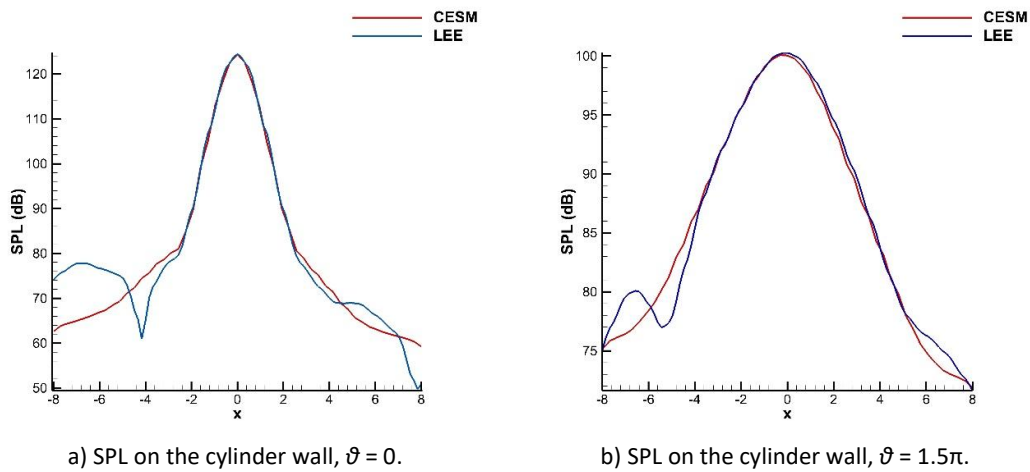 CESM
LEE
120
110
100
90
80
70
60
50
SPL (dB)
-8 -6 -4 -2 0 2 4 6 8
x
a) SPL on the cylinder wall, ϑ = 0.
CESM
LEE
100
95
90
85
80
75
SPL (dB)
-8 -6 -4 -2 0 2 4 6 8
x
b) SPL on the cylinder wall, ϑ = 1.5π.